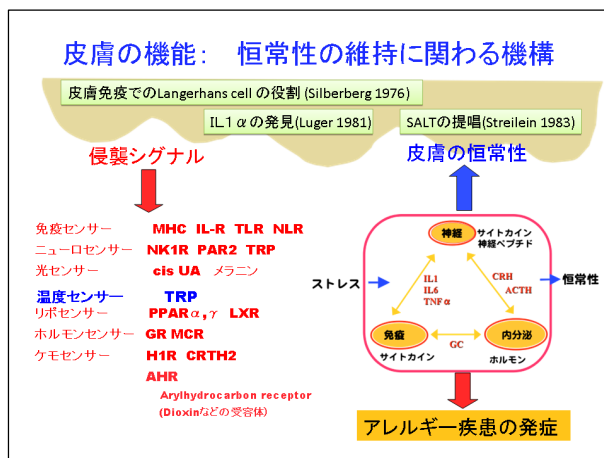 皮膚の機能： 恒常性の維持に関わる機構
皮膚免疫でのLangerhans cell の役割 (Silberberg 1976)
IL１αの発見(Luger 1981)
SALTの提唱(Streilein 1983)
侵襲シグナル
免疫センサー MHC IL-R TLR NLR
ニューロセンサー NK1R PAR2 TRP
光センサー cis UA メラニン
温度センサー TRP
リポセンサー PPARα,γ LXR
ホルモンセンサー GR MCR
ケモセンサー H1R CRTH2
AHR
Arylhydrocarbon receptor
(Dioxinなどの受容体)
皮膚の恒常性
神経
サイトカイン
神経ペプチド
ストレス
IL1
IL6
TNFα
CRH
ACTH
恒常性
免疫
サイトカイン
GC
内分泌
ホルモン
アレルギー疾患の発症